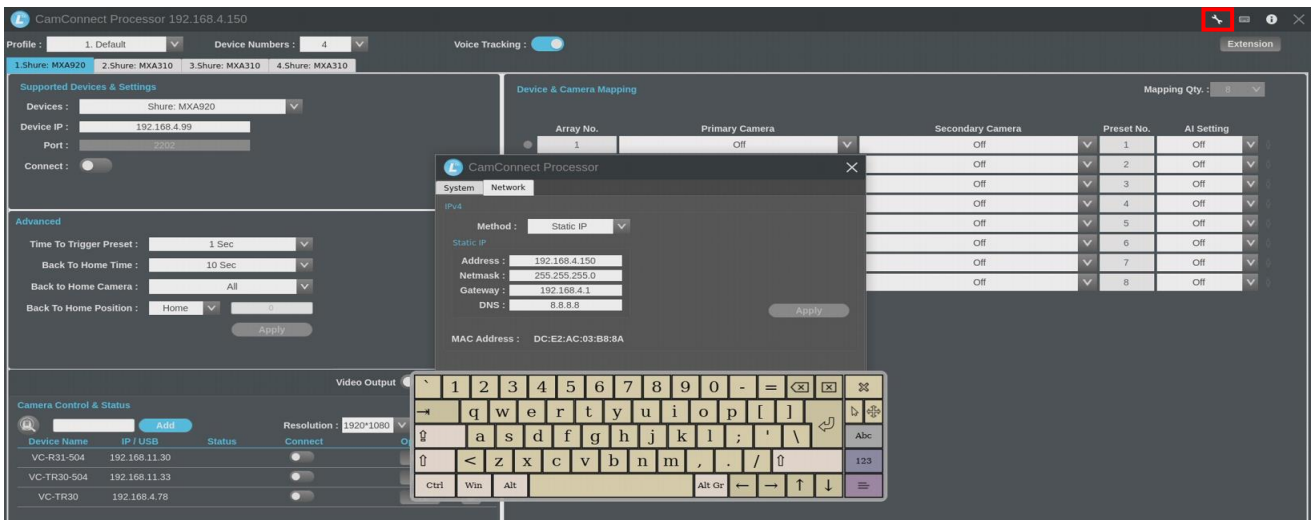 CamConnect Processor 192.168.4.150
Profile : 1. Default Device Numbers : 4 Voice Tracking : Extension
1.Shure: MXA920 2.Shure: MXA310 3.Shure: MXA310 4.Shure: MXA310
Supported Devices & Settings
Devices : Shure: MXA920
Device IP : 192.168.4.99
Port : 2202
Connect :
Device & Camera Mapping Mapping Qty. : 8
Array No. Primary Camera Secondary Camera Preset No. AI Setting
1 Off Off 1 Off
Off 2 Off
Off 3 Off
Off 4 Off
Off 5 Off
Off 6 Off
Off 7 Off
Off 8 Off
Advanced
Time To Trigger Preset : 1 Sec
Back To Home Time : 10 Sec
Back to Home Camera : All
Back To Home Position : Home 0
Apply
CamConnect Processor
System Network
IPv4
Method : Static IP
Static IP
Address : 192.168.4.150
Netmask : 255.255.255.0
Gateway : 192.168.4.1
DNS : 8.8.8.8
Apply
MAC Address : DC:E2:AC:03:B8:8A
Video Output
Camera Control & Status
Add Resolution : 1920*1080
Device Name IP / USB Status Connect
VC-R31-504 192.168.11.30
VC-TR30-504 192.168.11.33
VC-TR30 192.168.4.78
` 1 2 3 4 5 6 7 8 9 0 - =
q w e r t y u i o p [ ]
a s d f g h j k l ; ' \ Abc
< z x c v b n m , . / 123
Ctrl Win Alt Alt Gr ← → ↑ ↓